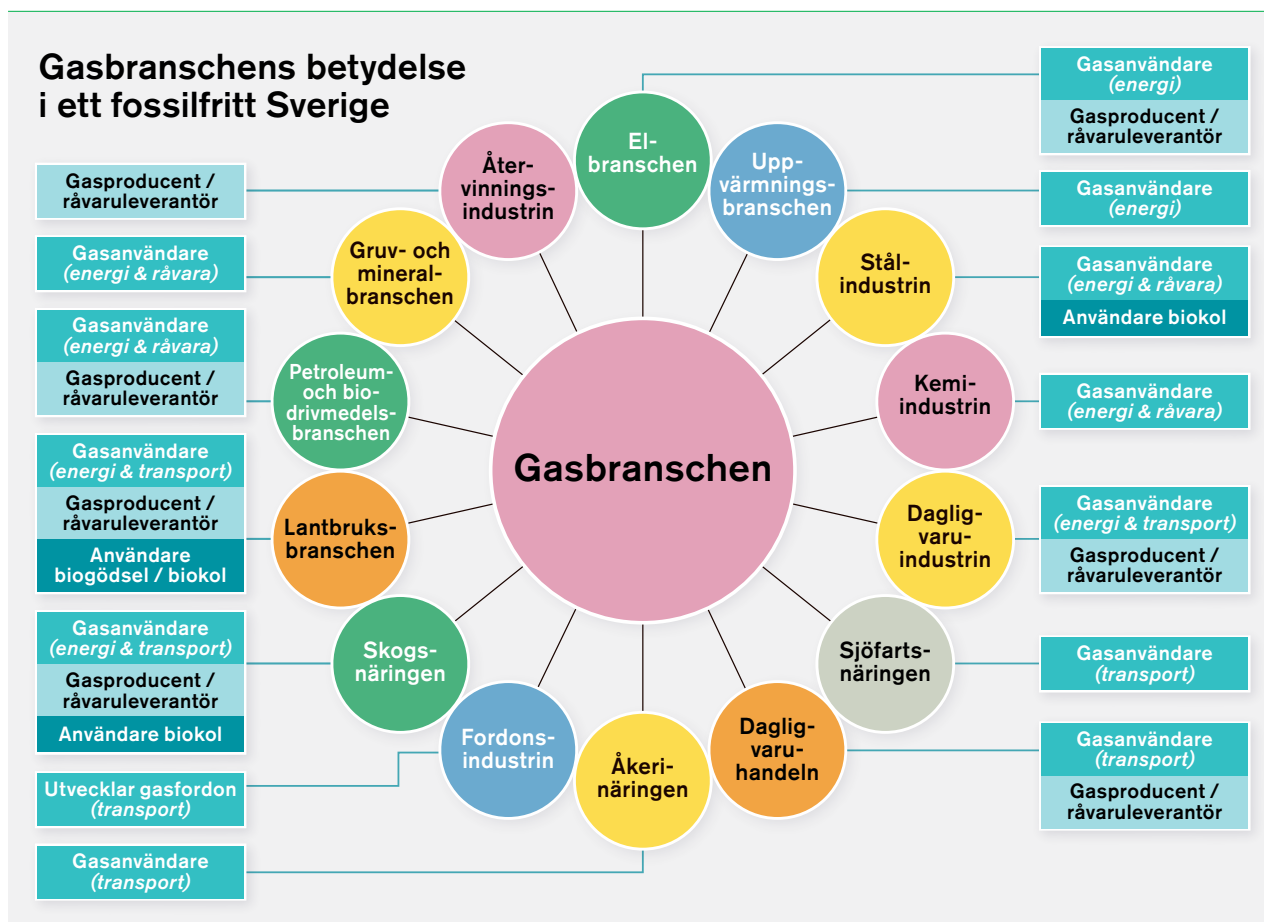 Gasbranschens betydelse
i ett fossilfritt Sverige
El-
branschen
Gasanvändare
(energi)
Gasproducent /
råvaruleverantör
Upp-
värmnings-
branschen
Gasanvändare
(energi)
Stål-
industrin
Gasanvändare
(energi & råvara)
Användare biokol
Kemi-
industrin
Gasanvändare
(energi & råvara)
Daglig-
varu-
industrin
Gasanvändare
(energi & transport)
Gasproducent /
råvaruleverantör
Sjöfarts-
näringen
Gasanvändare
(transport)
Daglig-
varu-
handeln
Gasanvändare
(transport)
Gasproducent /
råvaruleverantör
Åkeri-
näringen
Gasanvändare
(transport)
Fordons-
industrin
Utvecklar gasfordon
(transport)
Skogs-
näringen
Gasanvändare
(energi & transport)
Gasproducent /
råvaruleverantör
Användare biokol
Lantbruks-
branschen
Gasanvändare
(energi & transport)
Gasproducent /
råvaruleverantör
Användare
biogödsel / biokol
Petroleum-
och bio-
drivmedels-
branschen
Gasanvändare
(energi & råvara)
Gasproducent /
råvaruleverantör
Gruv- och
mineral-
branschen
Gasanvändare
(energi & råvara)
Åter-
vinnings-
industrin
Gasproducent /
råvaruleverantör
Gasbranschen